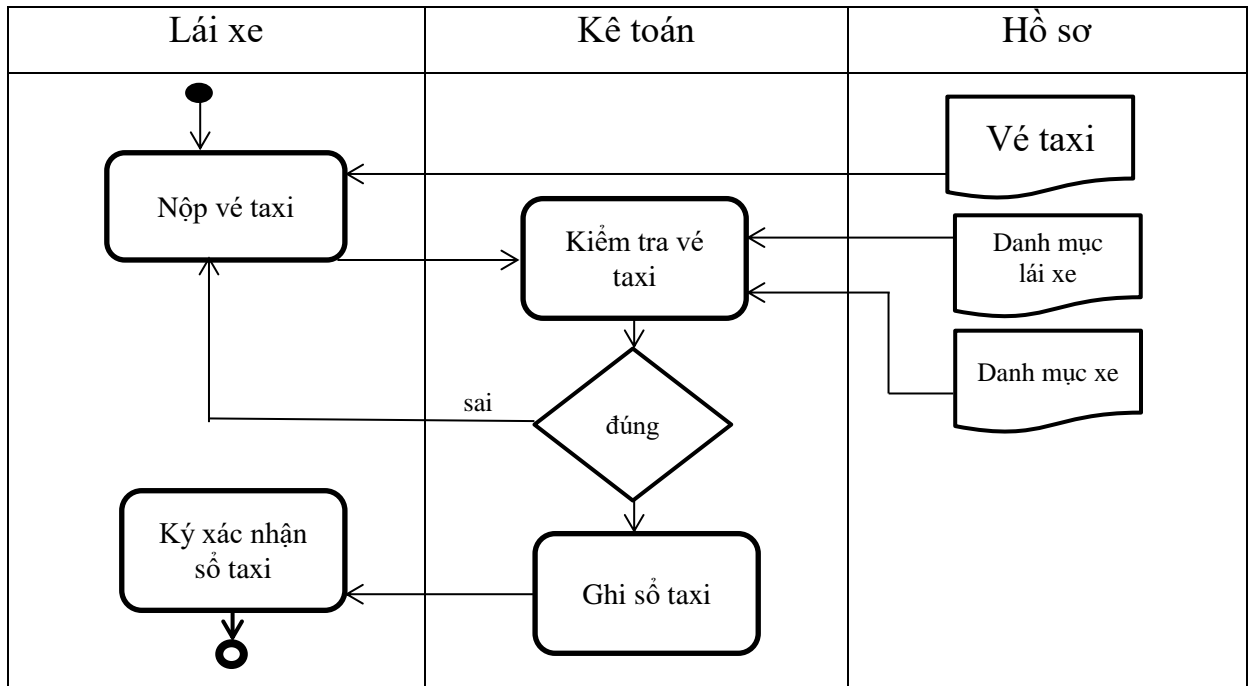 Lái xe
Kê toán
Hồ sơ
Vé taxi
Nộp vé taxi
Kiểm tra vé
taxi
Danh mục
lái xe
Danh mục xe
sai
đúng
Ký xác nhận
sổ taxi
Ghi sổ taxi